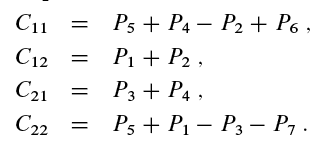 C₁₁ = P₅ + P₄ − P₂ + P₆ ,
C₁₂ = P₁ + P₂ ,
C₂₁ = P₃ + P₄ ,
C₂₂ = P₅ + P₁ − P₃ − P₇ .